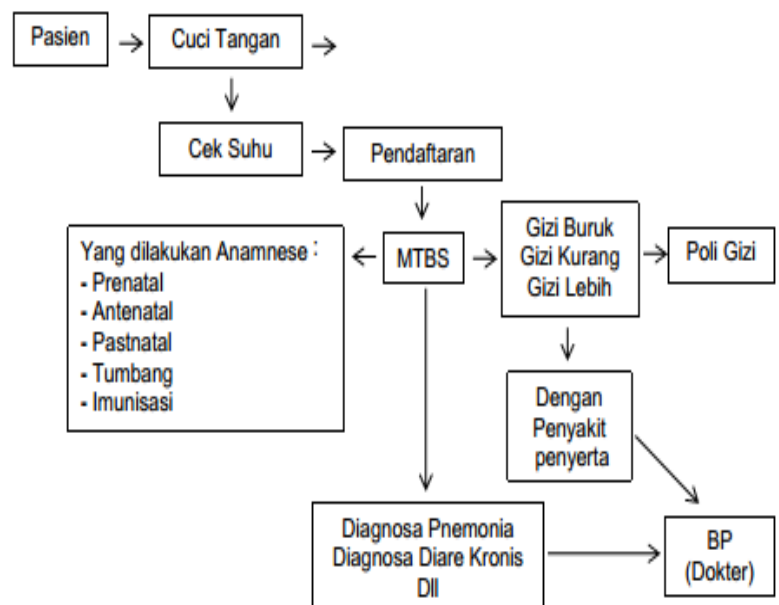 Pasien
Cuci Tangan
Cek Suhu
Pendaftaran
Yang dilakukan Anamnese :
- Prenatal
- Antenatal
- Pastnatal
- Tumbang
- Imunisasi
MTBS
Gizi Buruk
Gizi Kurang
Gizi Lebih
Poli Gizi
Dengan
Penyakit
penyerta
Diagnosa Pnemonia
Diagnosa Diare Kronis
Dll
BP
(Dokter)